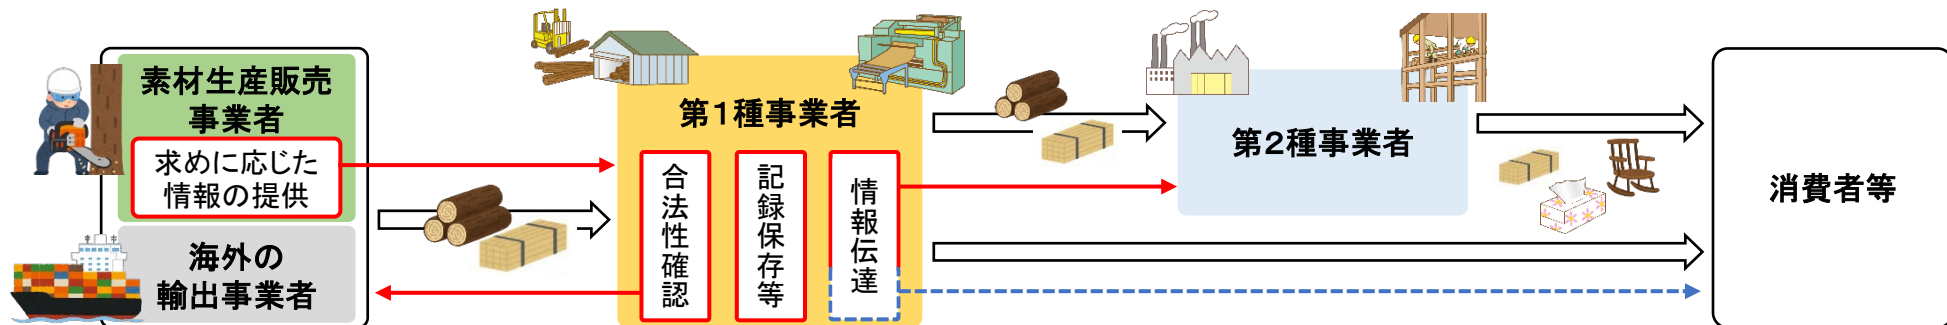 素材生産販売
事業者
求めに応じた
情報の提供
海外の
輸出事業者
第1種事業者
合法性確認
記録保存等
情報伝達
第2種事業者
消費者等